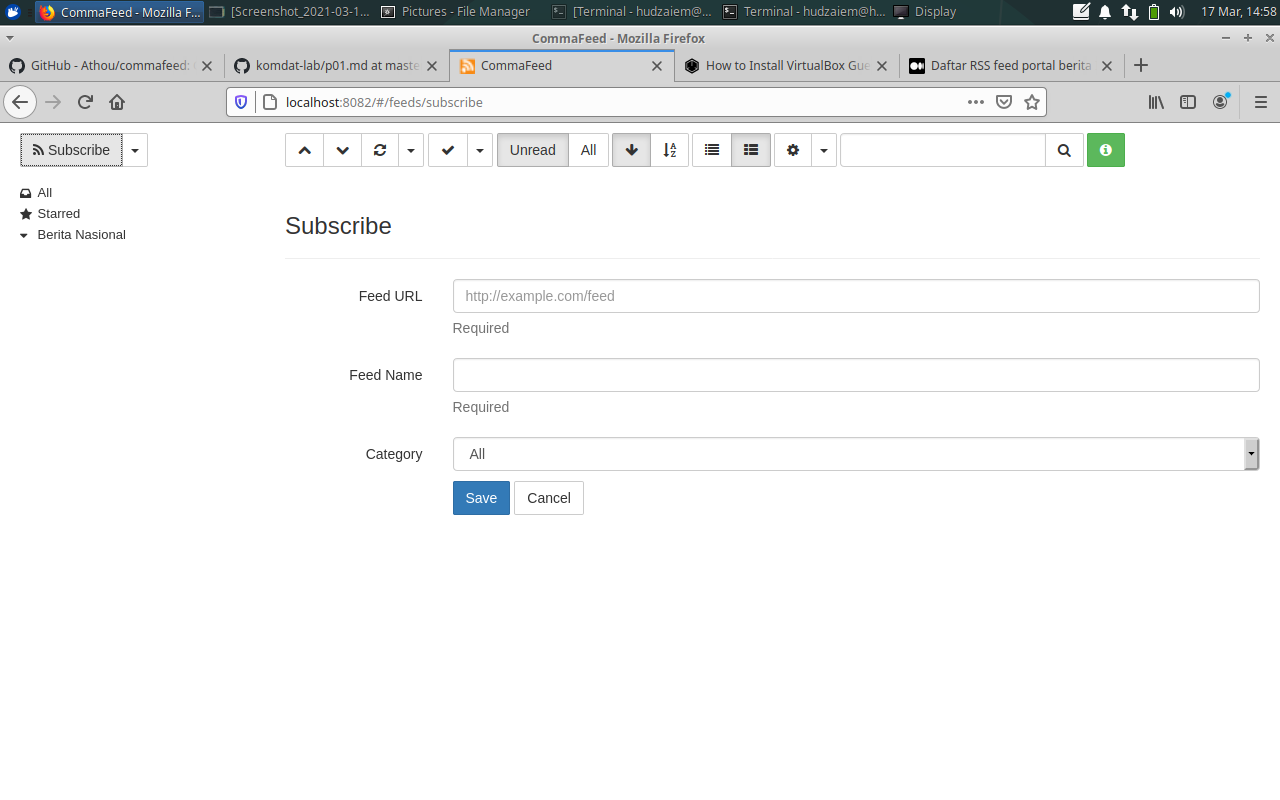 CommaFeed - Mozilla F...
[Screenshot_2021-03-1...
Pictures - File Manager
[Terminal - hudzaiem@...
Terminal - hudzaiem@h...
Display
17 Mar, 14:58
CommaFeed - Mozilla Firefox
GitHub - Athou/commafeed:
komdat-lab/p01.md at maste
CommaFeed
How to Install VirtualBox Gue
Daftar RSS feed portal berita
localhost:8082/#/feeds/subscribe
Subscribe
Unread
All
All
Starred
Berita Nasional
Subscribe
Feed URL
http://example.com/feed
Required
Feed Name
Required
Category
All
Save
Cancel